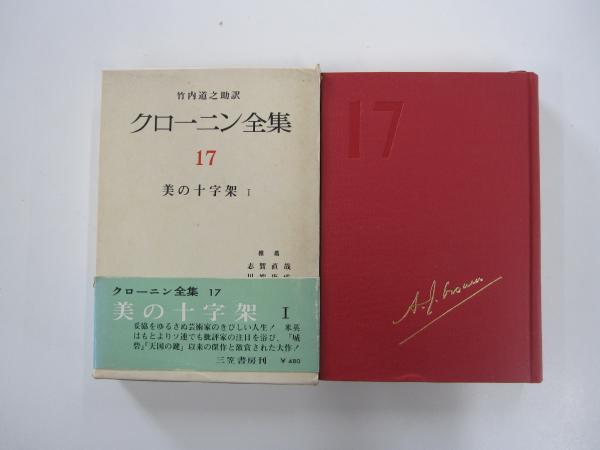 竹内道之助訳
クローニン全集
17
美の十字架 I
推薦
志賀直哉
クローニン全集 17
美の十字架 I
妥協をゆるさぬ芸術家のきびしい人生! 米英
はもとよりソ連でも批評家の注目を浴び、「城
砦」「天国の鍵」以来の傑作と激賞された大作!
三笠書房刊 ¥ 480
17
A. J. Cronin